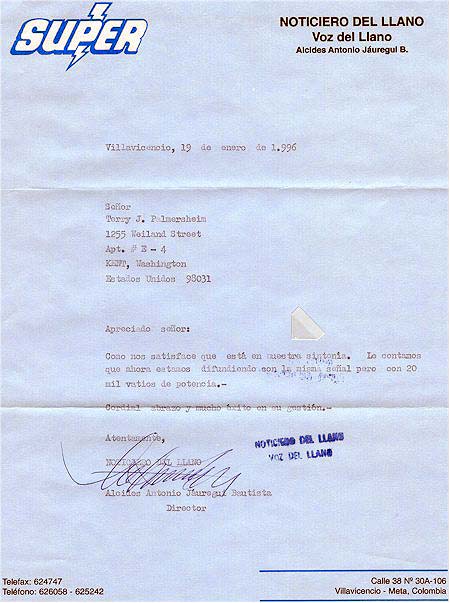 SUPER
NOTICIERO DEL LLANO
Voz del Llano
Alcides Antonio Jáuregui B.
Villavicencio, 19 de enero de 1.996
Señor
Terry J. Palmersheim
1255 Weiland Street
Apt. # E - 4
KENT, Washington
Estados Unidos 98031
Apreciado señor:
Como nos satisface que está en nuestra sintonía. Le contamos
que ahora estamos difundiendo con la misma señal pero con 20
mil vatios de potencia.-
Cordial abrazo y mucho éxito en su gestión.-
Atentamente,
NOTICIERO DEL LLANO
VOZ DEL LLANO
NOTICIERO DEL LLANO
Alcides Antonio Jáuregui Bautista
Director
Telefax: 624747
Teléfono: 626058 - 625242
Calle 38 Nº 30A-106
Villavicencio - Meta, Colombia